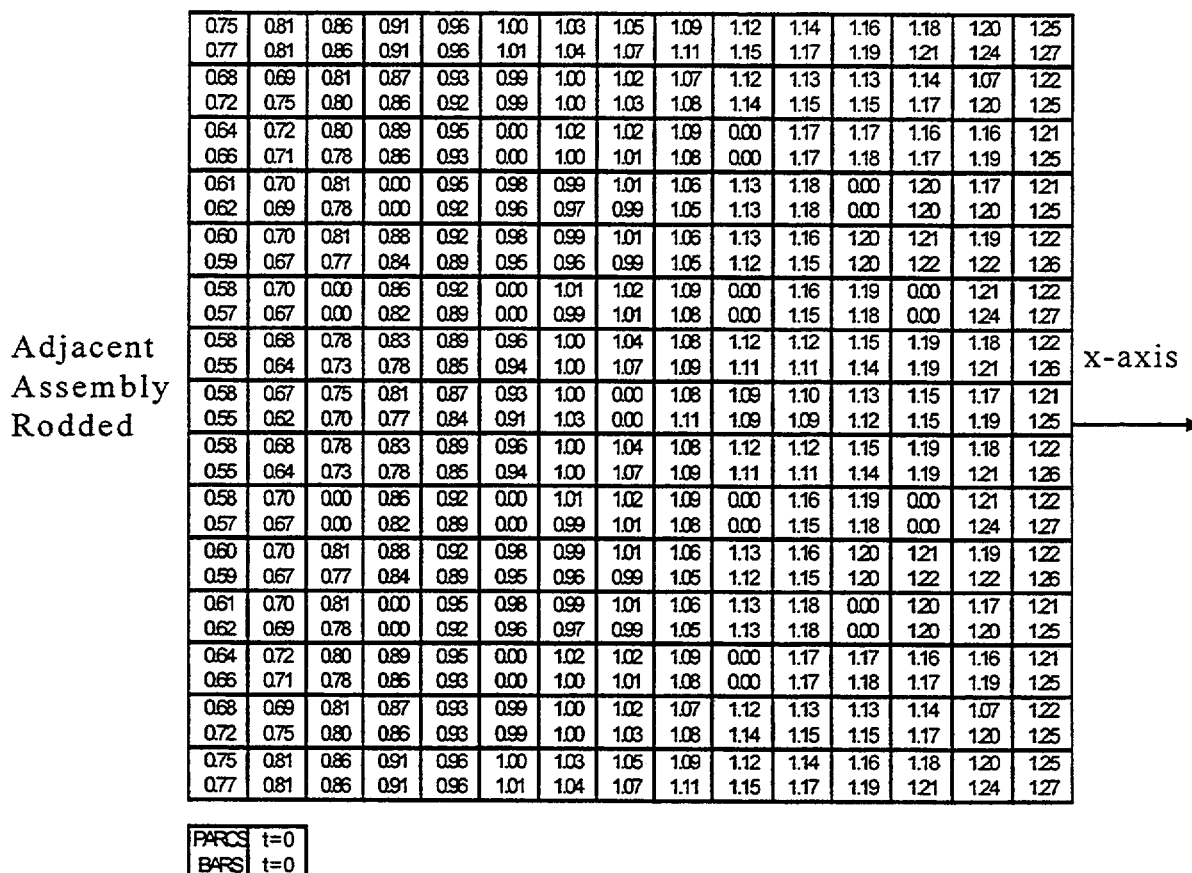 0.75 0.81 0.86 0.91 0.96 1.00 1.03 1.05 1.09 1.12 1.14 1.16 1.18 1.20 1.25
0.77 0.81 0.86 0.91 0.96 1.01 1.04 1.07 1.11 1.15 1.17 1.19 1.21 1.24 1.27
0.68 0.69 0.81 0.87 0.93 0.99 1.00 1.02 1.07 1.12 1.13 1.13 1.14 1.07 1.22
0.72 0.75 0.80 0.86 0.92 0.99 1.00 1.03 1.08 1.14 1.15 1.15 1.17 1.20 1.25
0.64 0.72 0.80 0.89 0.95 0.00 1.02 1.02 1.09 0.00 1.17 1.17 1.16 1.16 1.21
0.66 0.71 0.78 0.86 0.93 0.00 1.00 1.01 1.08 0.00 1.17 1.18 1.17 1.19 1.25
0.61 0.70 0.81 0.00 0.95 0.98 0.99 1.01 1.06 1.13 1.18 0.00 1.20 1.17 1.21
0.62 0.69 0.78 0.00 0.92 0.96 0.97 0.99 1.05 1.13 1.18 0.00 1.20 1.20 1.25
0.60 0.70 0.81 0.88 0.92 0.98 0.99 1.01 1.06 1.13 1.16 1.20 1.21 1.19 1.22
0.59 0.67 0.77 0.84 0.89 0.95 0.96 0.99 1.05 1.12 1.15 1.20 1.22 1.22 1.26
0.58 0.70 0.00 0.86 0.92 0.00 1.01 1.02 1.09 0.00 1.16 1.19 0.00 1.21 1.22
0.57 0.67 0.00 0.82 0.89 0.00 0.99 1.01 1.08 0.00 1.15 1.18 0.00 1.24 1.27
0.58 0.68 0.78 0.83 0.89 0.96 1.00 1.04 1.08 1.12 1.12 1.15 1.19 1.18 1.22
0.55 0.64 0.73 0.78 0.85 0.94 1.00 1.07 1.09 1.11 1.11 1.14 1.19 1.21 1.26
0.58 0.67 0.75 0.81 0.87 0.93 1.00 0.00 1.08 1.09 1.10 1.13 1.15 1.17 1.21
0.55 0.62 0.70 0.77 0.84 0.91 1.03 0.00 1.11 1.09 1.09 1.12 1.15 1.19 1.25
0.58 0.68 0.78 0.83 0.89 0.96 1.00 1.04 1.08 1.12 1.12 1.15 1.19 1.18 1.22
0.55 0.64 0.73 0.78 0.85 0.94 1.00 1.07 1.09 1.11 1.11 1.14 1.19 1.21 1.26
0.58 0.70 0.00 0.86 0.92 0.00 1.01 1.02 1.09 0.00 1.16 1.19 0.00 1.21 1.22
0.57 0.67 0.00 0.82 0.89 0.00 0.99 1.01 1.08 0.00 1.15 1.18 0.00 1.24 1.27
0.60 0.70 0.81 0.88 0.92 0.98 0.99 1.01 1.06 1.13 1.16 1.20 1.21 1.19 1.22
0.59 0.67 0.77 0.84 0.89 0.95 0.96 0.99 1.05 1.12 1.15 1.20 1.22 1.22 1.26
0.61 0.70 0.81 0.00 0.95 0.98 0.99 1.01 1.06 1.13 1.18 0.00 1.20 1.17 1.21
0.62 0.69 0.78 0.00 0.92 0.96 0.97 0.99 1.05 1.13 1.18 0.00 1.20 1.20 1.25
0.64 0.72 0.80 0.89 0.95 0.00 1.02 1.02 1.09 0.00 1.17 1.17 1.16 1.16 1.21
0.66 0.71 0.78 0.86 0.93 0.00 1.00 1.01 1.08 0.00 1.17 1.18 1.17 1.19 1.25
0.68 0.69 0.81 0.87 0.93 0.99 1.00 1.02 1.07 1.12 1.13 1.13 1.14 1.07 1.22
0.72 0.75 0.80 0.86 0.93 0.99 1.00 1.03 1.08 1.14 1.15 1.15 1.17 1.20 1.25
0.75 0.81 0.86 0.91 0.96 1.00 1.03 1.05 1.09 1.12 1.14 1.16 1.18 1.20 1.25
0.77 0.81 0.86 0.91 0.96 1.01 1.04 1.07 1.11 1.15 1.17 1.19 1.21 1.24 1.27
Adjacent
Assembly
Rodded
x-axis
PARCS t=0
BARS t=0